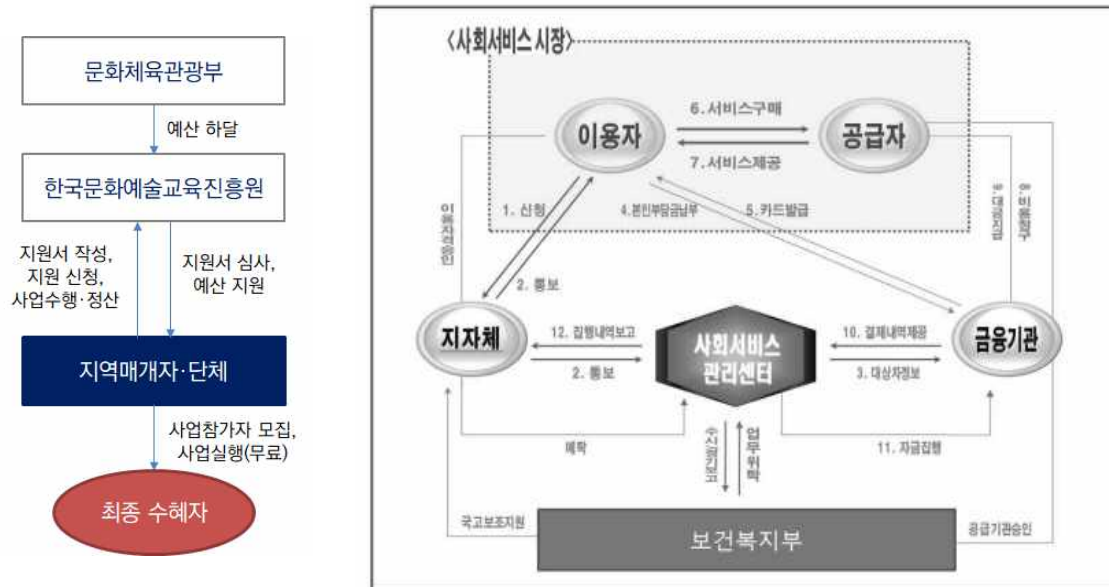 문화체육관광부
예산 하달
한국문화예술교육진흥원
지원서 작성,
지원 신청,
사업수행·정산
지원서 심사,
예산 지원
지역매개자·단체
사업참가자 모집,
사업실행(무료)
최종 수혜자
<사회서비스 시장>
이용자
6.서비스구매
공급자
7.서비스제공
1. 신청
4.본인부담금납부
5.카드발급
이용자격승인
9.대금지급
8.비용청구
2. 통보
지자체
12. 집행내역보고
2. 통보
사회서비스
관리센터
10. 결제내역제공
3. 대상자정보
금융기관
예탁
11. 자금집행
수시정기보고
업무위탁
국고보조지원
보건복지부
공급기관승인